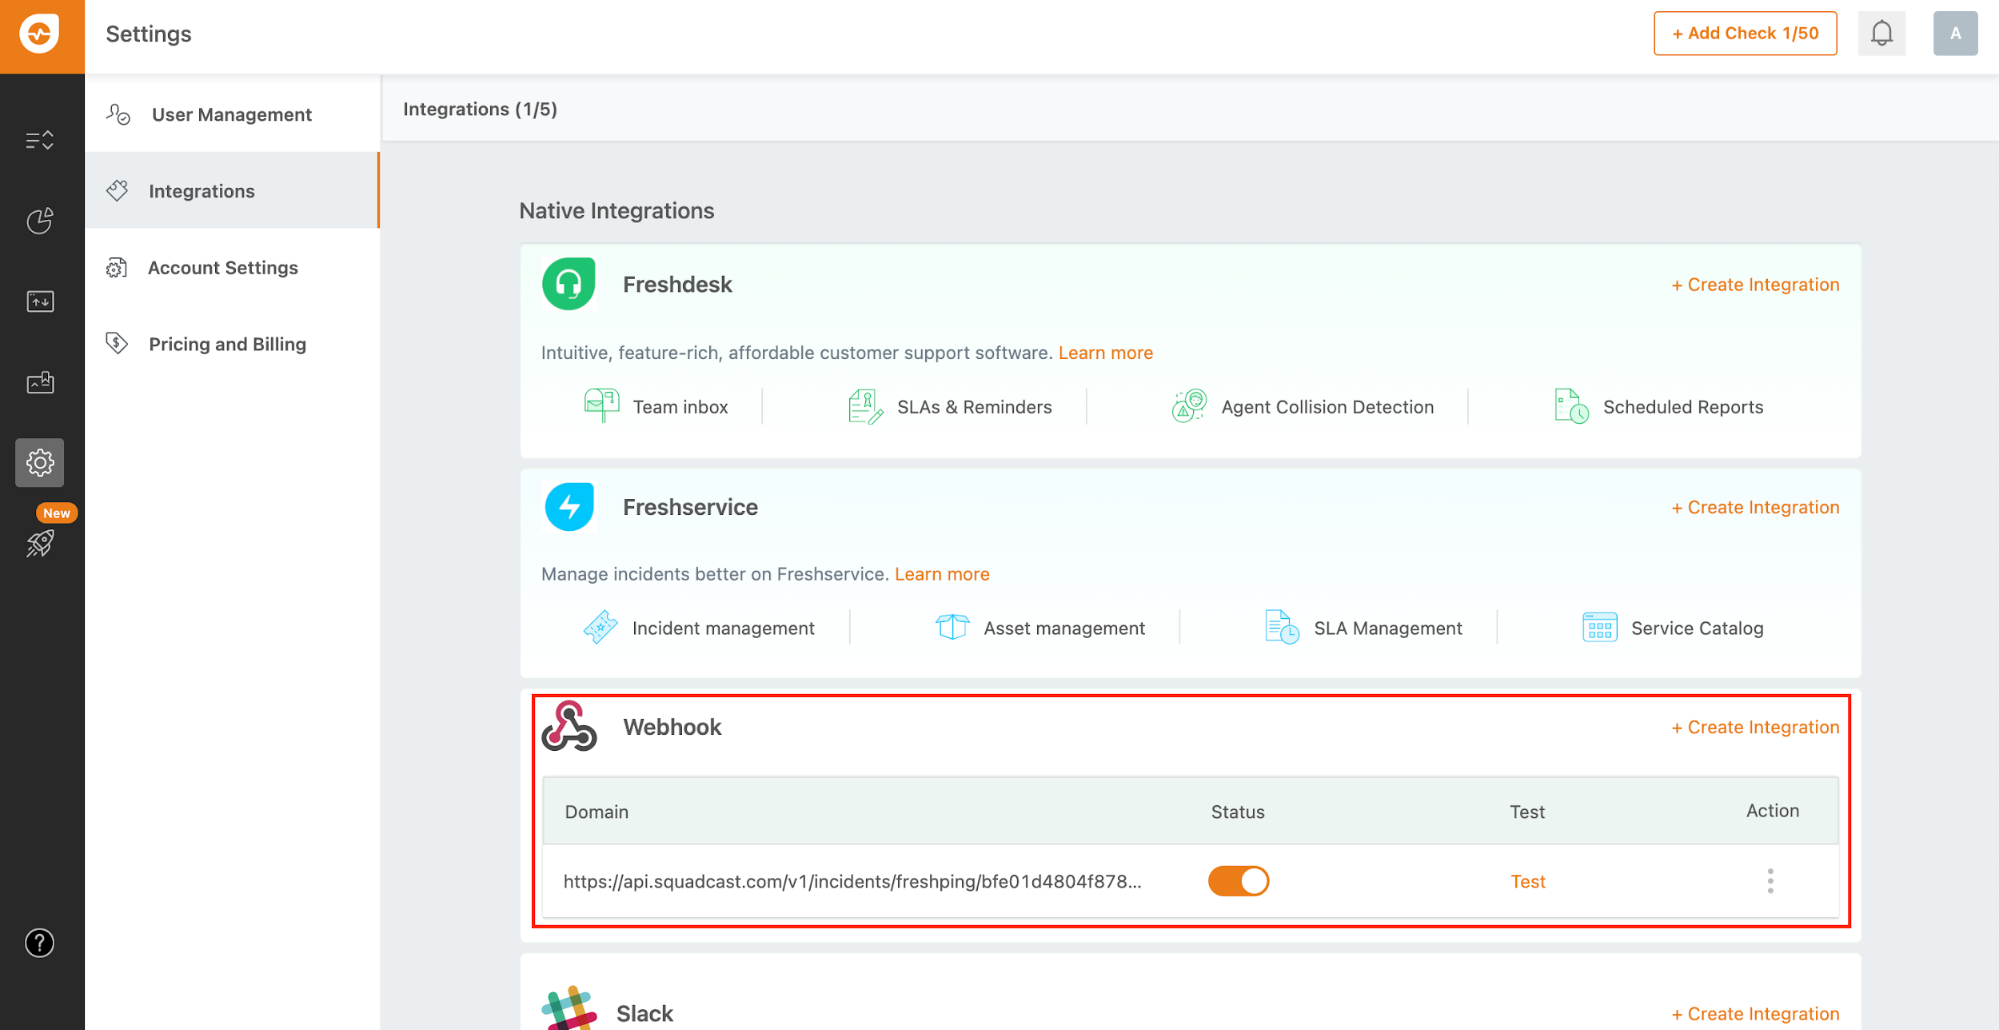 Settings
+ Add Check 1/50
A
User Management
Integrations
Account Settings
Pricing and Billing
New
?
Integrations (1/5)
Native Integrations
Freshdesk
+ Create Integration
Intuitive, feature-rich, affordable customer support software. Learn more
Team inbox
SLAs & Reminders
Agent Collision Detection
Scheduled Reports
Freshservice
+ Create Integration
Manage incidents better on Freshservice. Learn more
Incident management
Asset management
SLA Management
Service Catalog
Webhook
+ Create Integration
Domain Status Test Action
https://api.squadcast.com/v1/incidents/freshping/bfe01d4804f878... Test
Slack
+ Create Integration